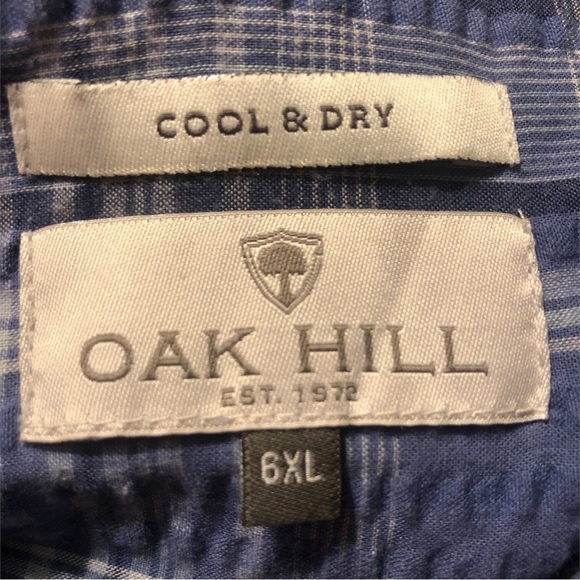 COOL & DRY
OAK HILL
EST. 1972
6XL